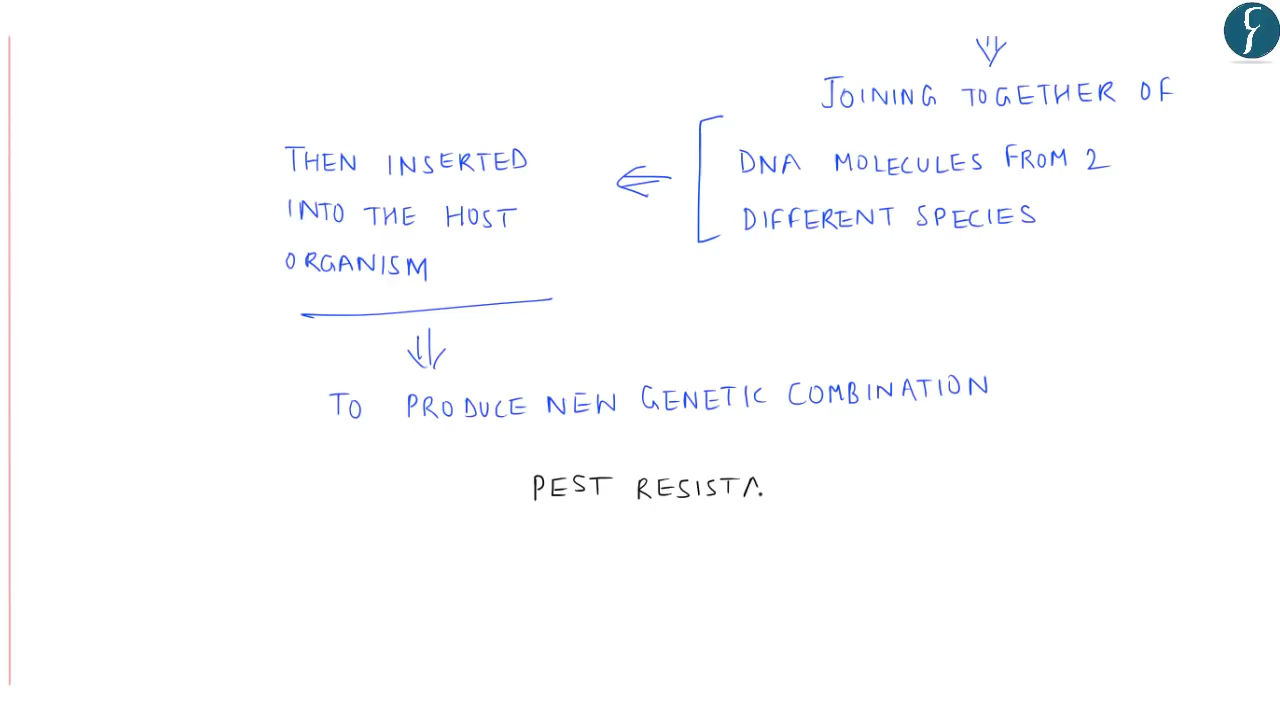 JOINING TOGETHER OF
DNA MOLECULES FROM 2
DIFFERENT SPECIES
THEN INSERTED
INTO THE HOST
ORGANISM
TO PRODUCE NEW GENETIC COMBINATION
PEST RESISTA